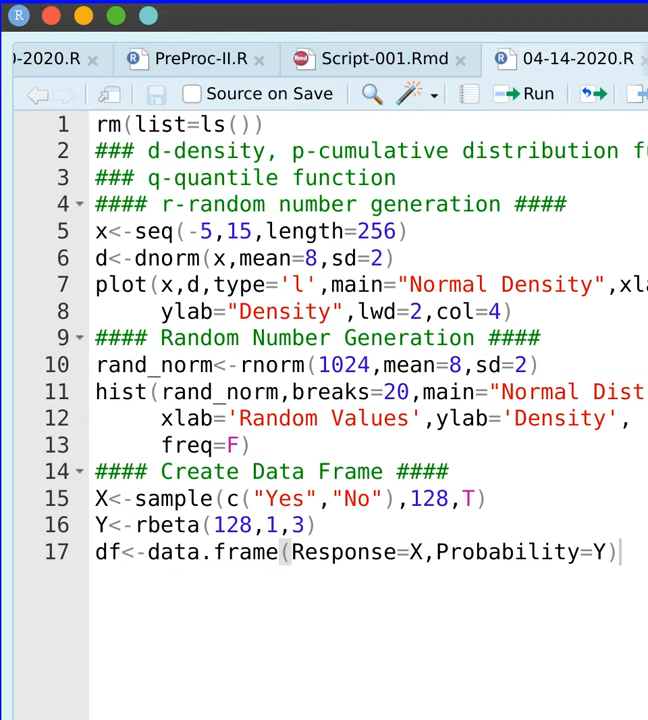 R
0-2020.R × PreProc-II.R × Script-001.Rmd × 04-14-2020.R ×
Source on Save Run
1 rm(list=ls())
2 ### d-density, p-cumulative distribution fu
3 ### q-quantile function
4 #### r-random number generation ####
5 x<-seq(-5,15,length=256)
6 d<-dnorm(x,mean=8,sd=2)
7 plot(x,d,type='l',main="Normal Density",xla
8 ylab="Density",lwd=2,col=4)
9 #### Random Number Generation ####
10 rand_norm<-rnorm(1024,mean=8,sd=2)
11 hist(rand_norm,breaks=20,main="Normal Dist
12 xlab='Random Values',ylab='Density',
13 freq=F)
14 #### Create Data Frame ####
15 X<-sample(c("Yes","No"),128,T)
16 Y<-rbeta(128,1,3)
17 df<-data.frame(Response=X,Probability=Y)